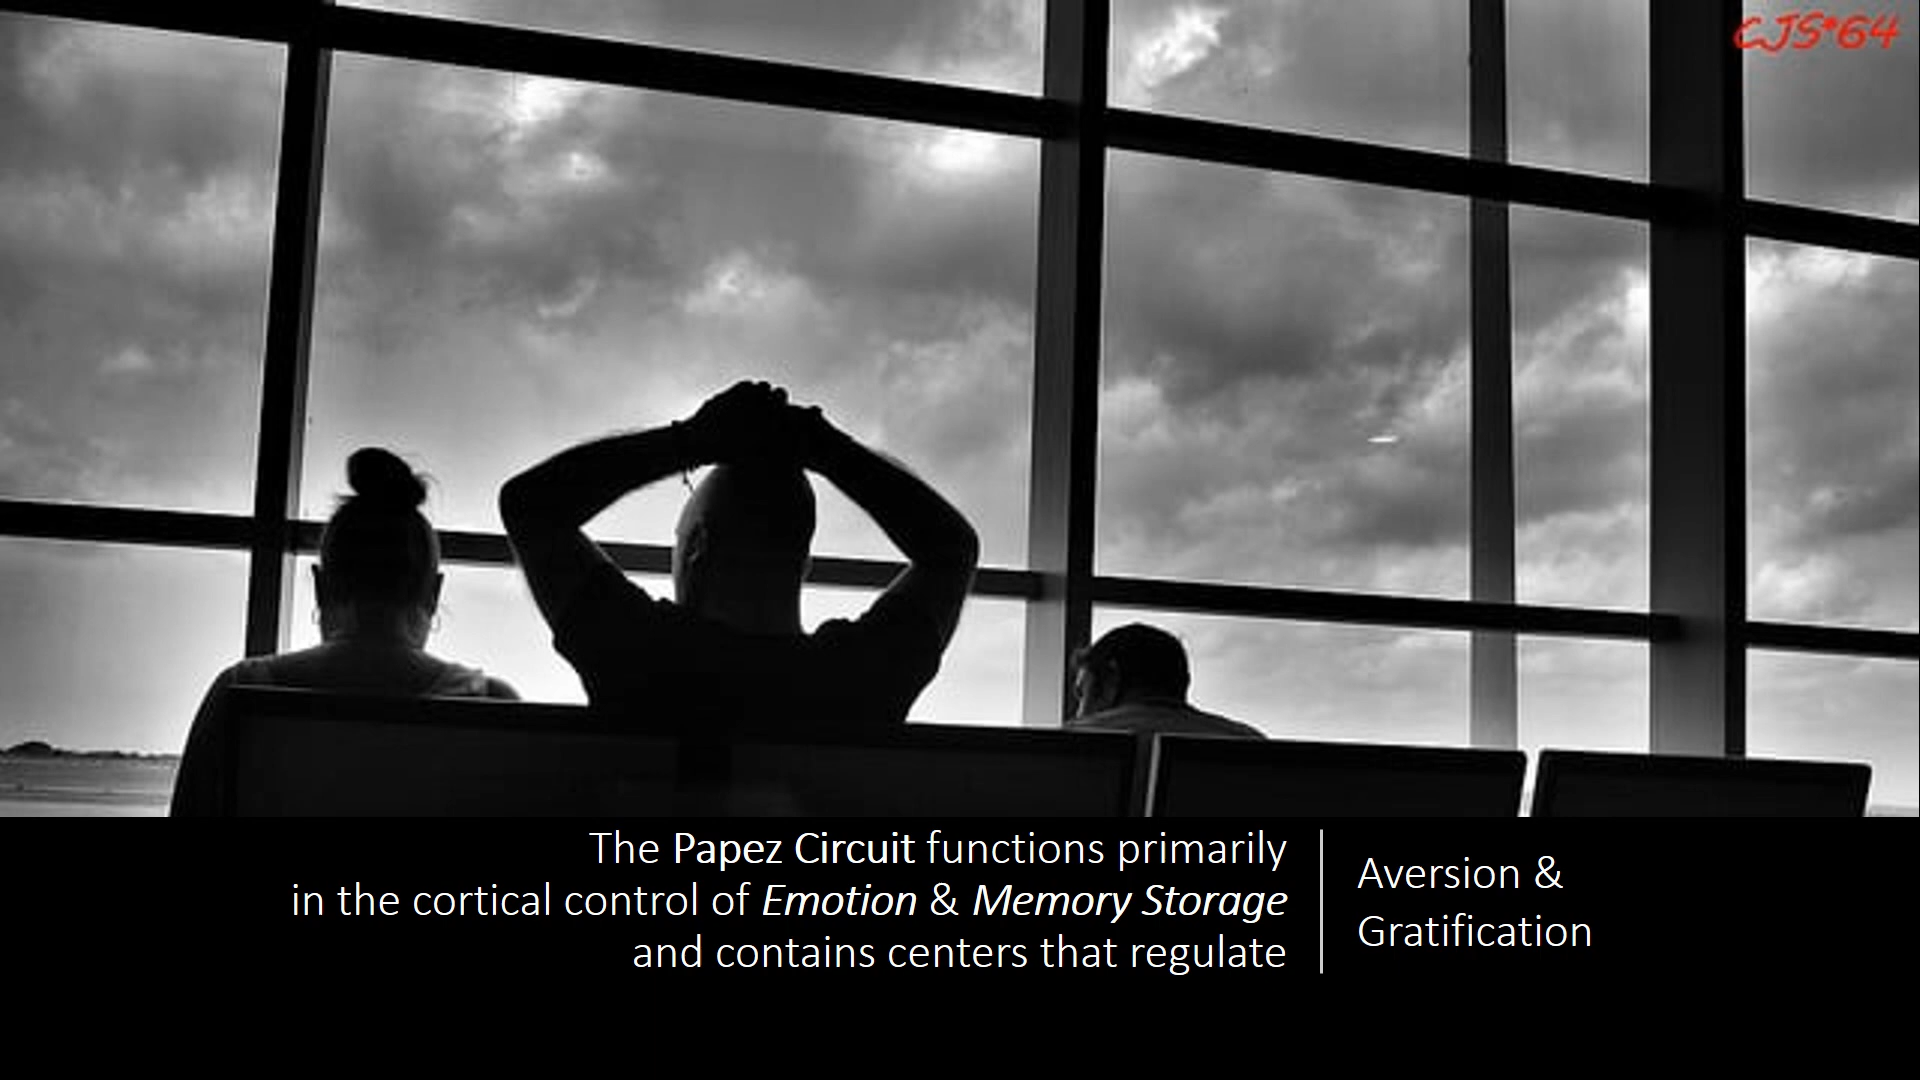 CJS*64
The Papez Circuit functions primarily
in the cortical control of Emotion & Memory Storage
and contains centers that regulate
Aversion &
Gratification